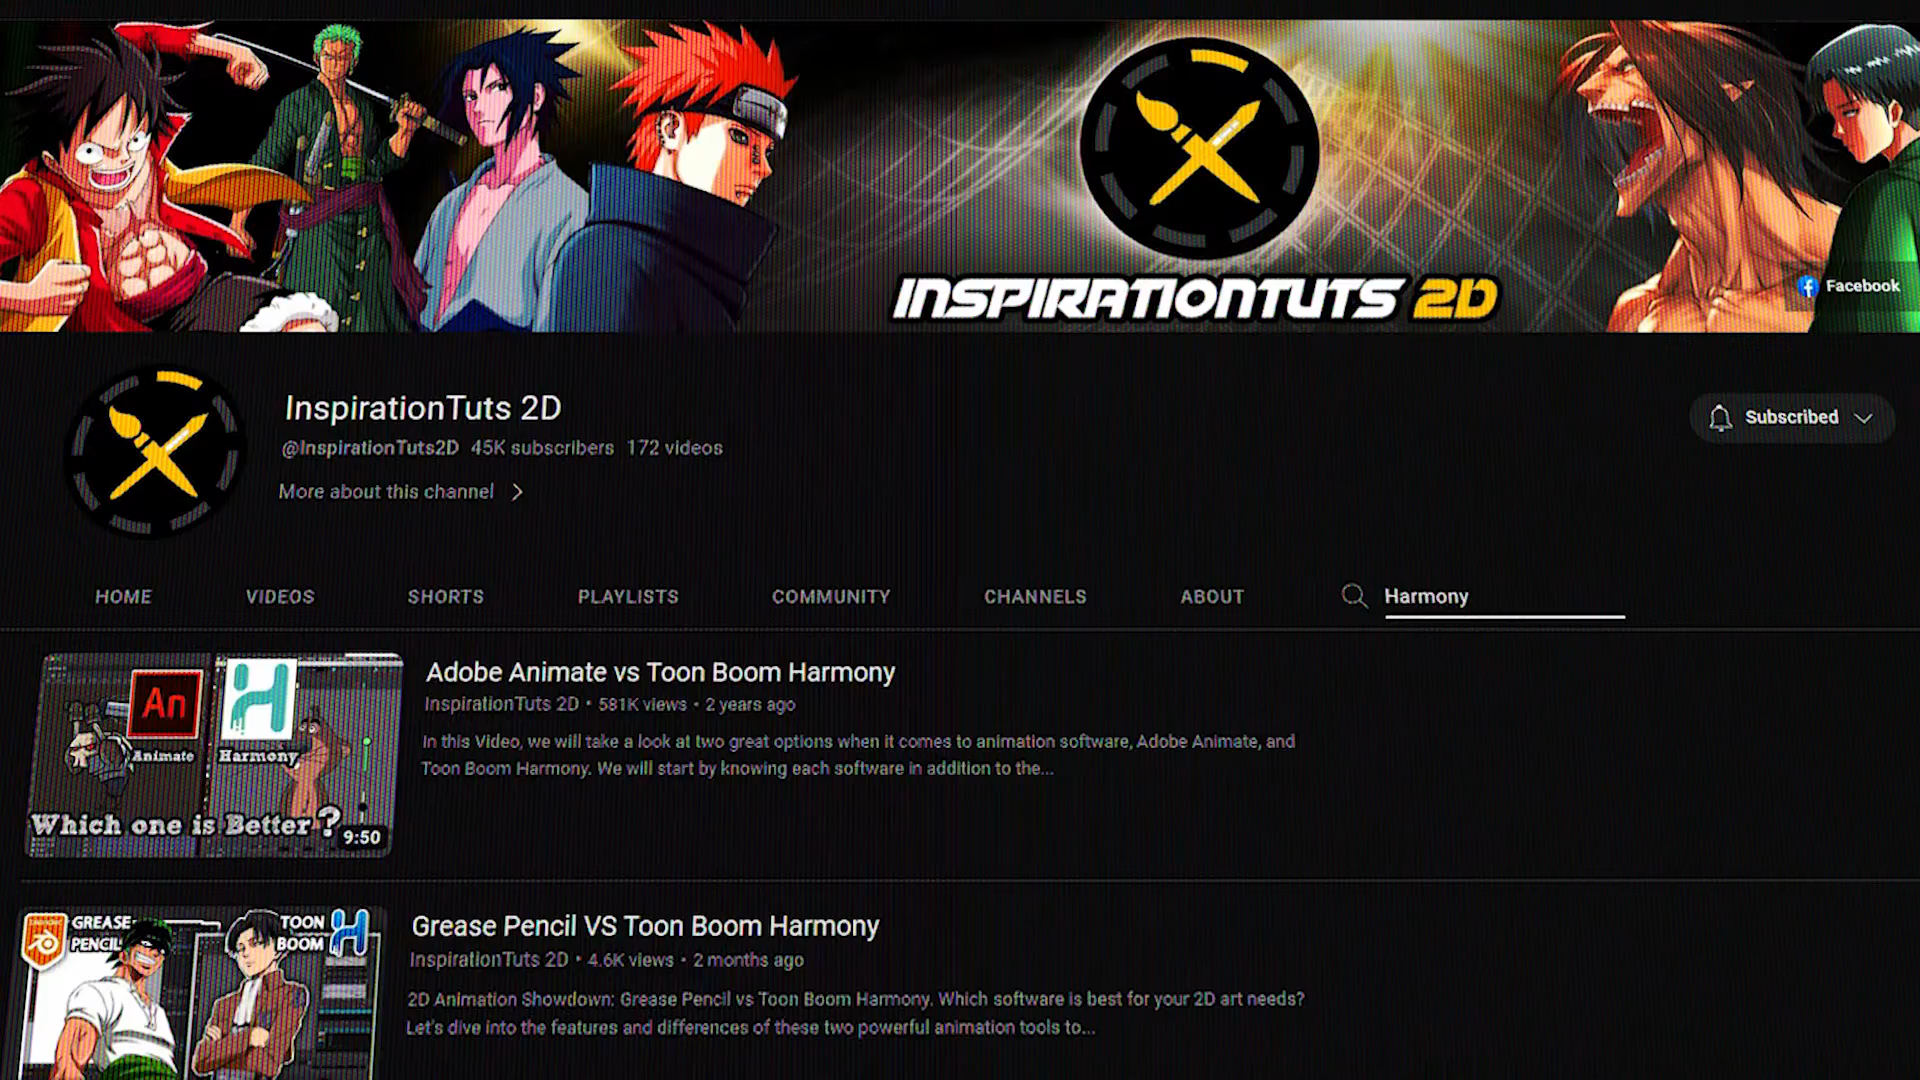 INSPIRATIONTUTS 2D
Facebook
InspirationTuts 2D
@InspirationTuts2D 45K subscribers 172 videos
More about this channel
Subscribed
HOME VIDEOS SHORTS PLAYLISTS COMMUNITY CHANNELS ABOUT Harmony
An
Animate
Harmony
Which one is Better ?
9:50
Adobe Animate vs Toon Boom Harmony
InspirationTuts 2D • 581K views • 2 years ago
In this Video, we will take a look at two great options when it comes to animation software, Adobe Animate, and
Toon Boom Harmony. We will start by knowing each software in addition to the...
GREASE
PENCIL
TOON
BOOM
Grease Pencil VS Toon Boom Harmony
InspirationTuts 2D • 4.6K views • 2 months ago
2D Animation Showdown: Grease Pencil vs Toon Boom Harmony. Which software is best for your 2D art needs?
Let's dive into the features and differences of these two powerful animation tools to...